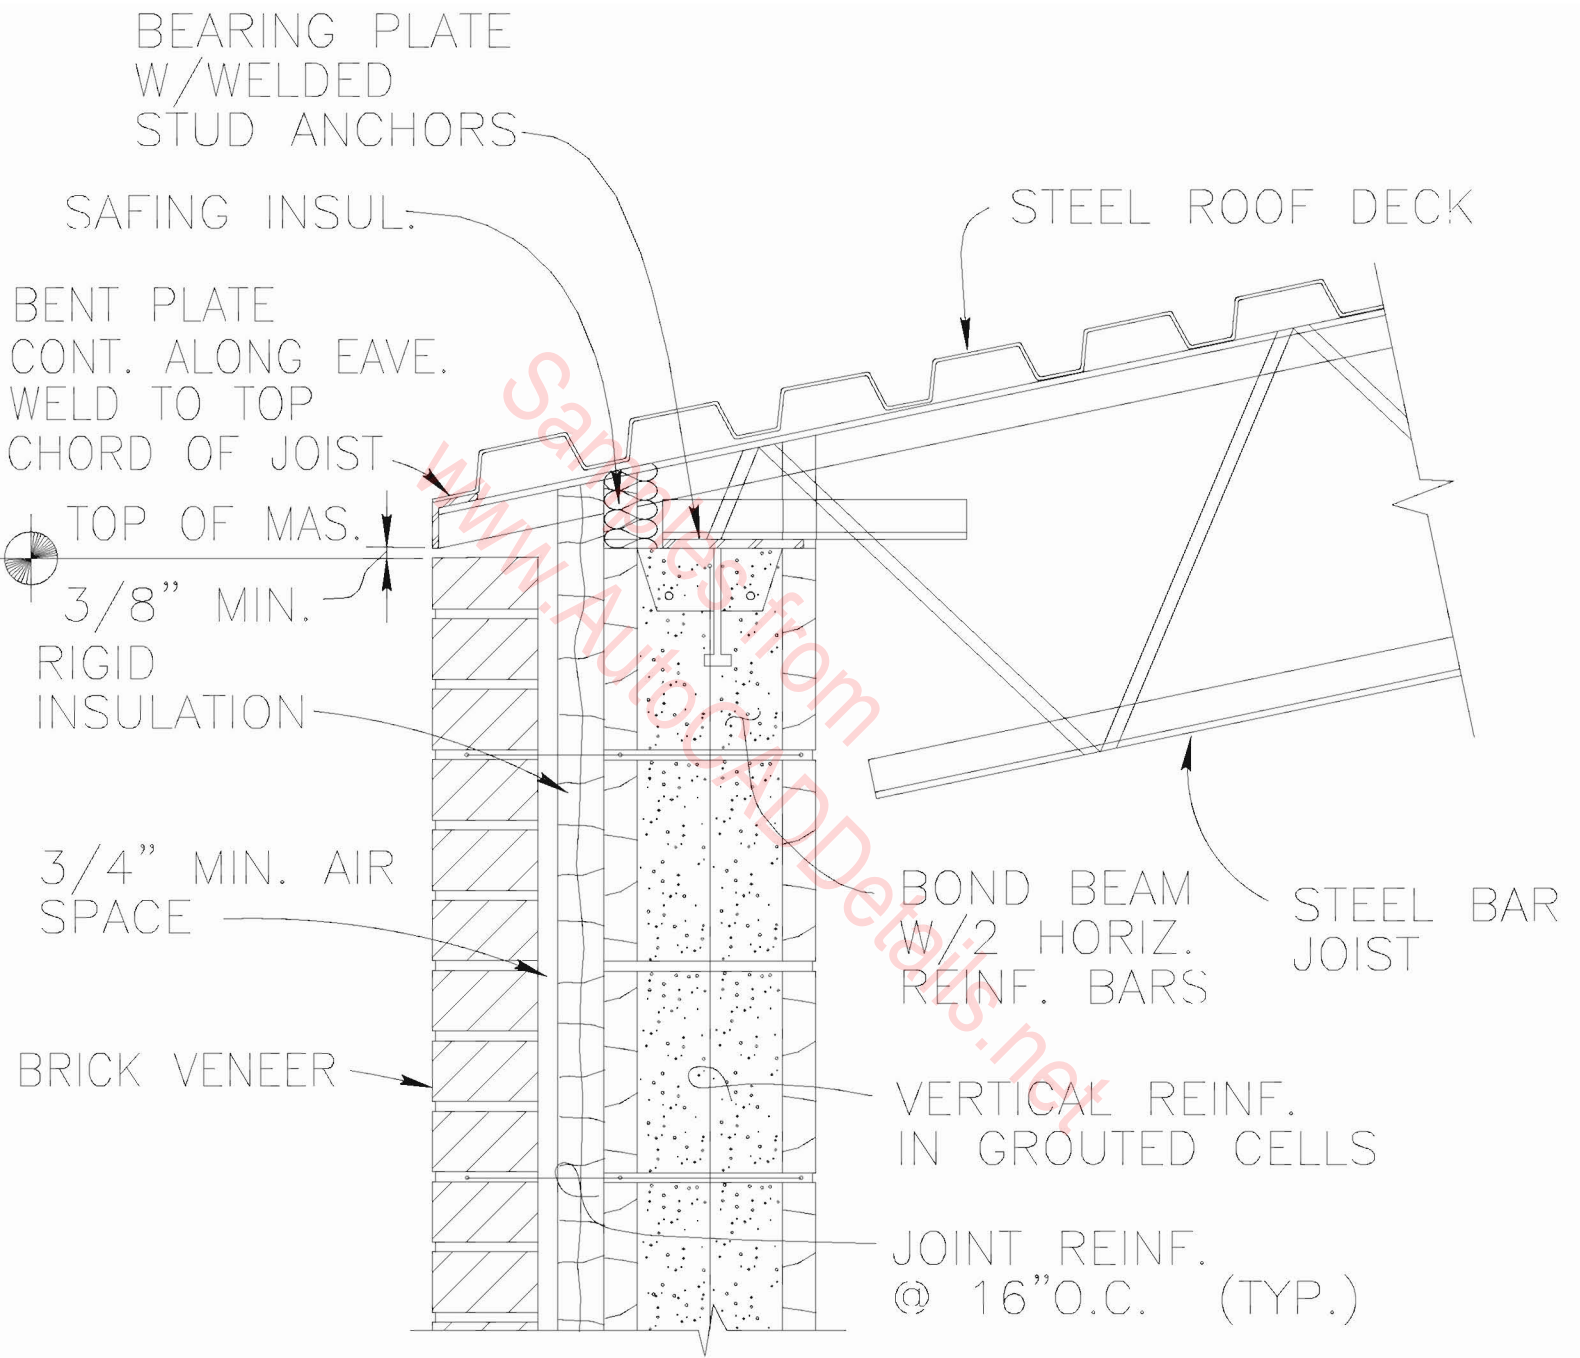 BEARING PLATE
W/WELDED
STUD ANCHORS
SAFING INSUL.
STEEL ROOF DECK
BENT PLATE
CONT. ALONG EAVE.
WELD TO TOP
CHORD OF JOIST
TOP OF MAS.
3/8” MIN.
RIGID
INSULATION
3/4” MIN. AIR
SPACE
BOND BEAM
W/2 HORIZ.
REINF. BARS
STEEL BAR
JOIST
BRICK VENEER
VERTICAL REINF.
IN GROUTED CELLS
JOINT REINF.
@ 16”O.C. (TYP.)
Samples from
www.AutoCADDetails.net